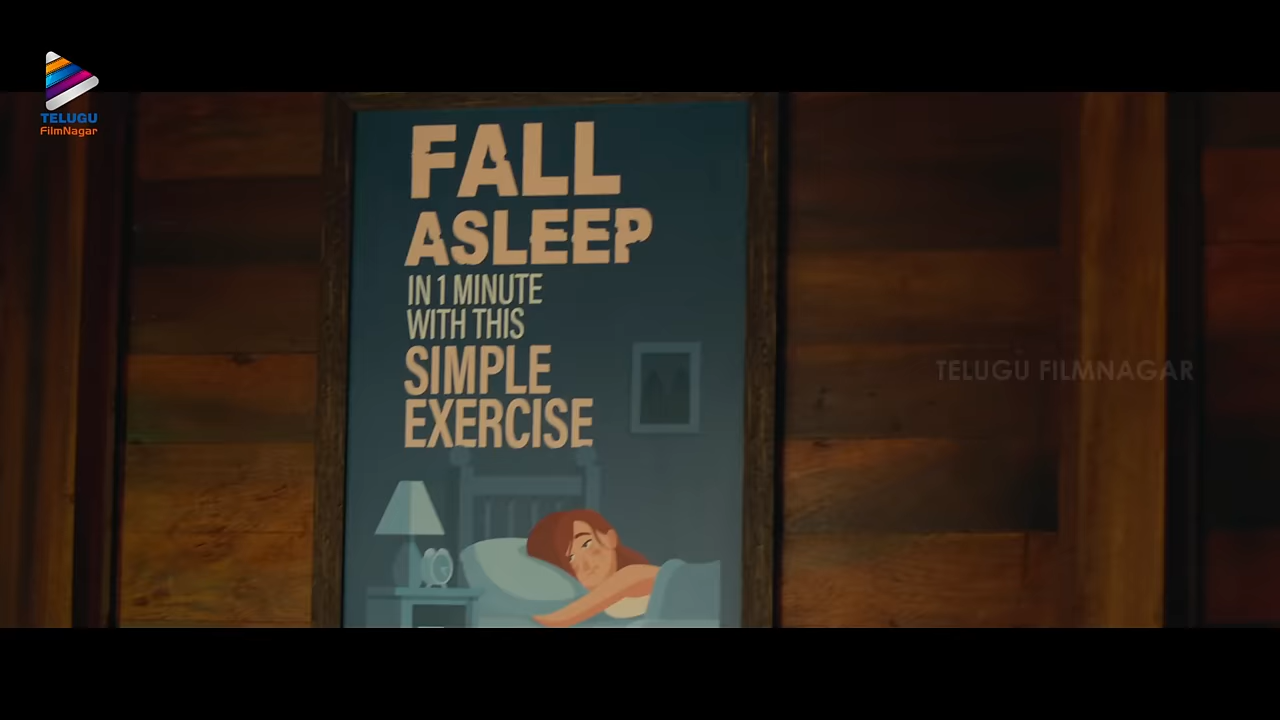 TELUGU
FilmNagar
FALL
ASLEEP
IN 1 MINUTE
WITH THIS
SIMPLE
EXERCISE
TELUGU FILMNAGAR